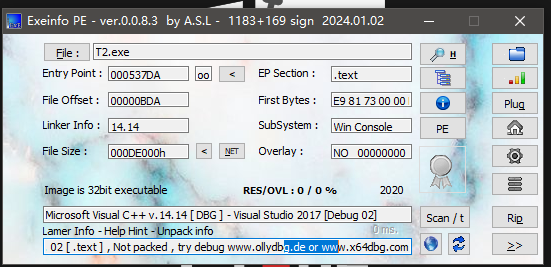 Exeinfo PE - ver.0.0.8.3 by A.S.L - 1183+169 sign 2024.01.02
File : T2.exe H
Entry Point : 000537DA oo < EP Section : .text
File Offset : 00000BDA First Bytes : E9 81 73 00 00 Plug
Linker Info : 14.14 SubSystem : Win Console PE
File Size : 000DE000h < NET Overlay : NO 00000000
Image is 32bit executable RES/OVL : 0 / 0 % 2020
Microsoft Visual C++ v.14.14 [ DBG ] - Visual Studio 2017 [Debug 02] Scan / t Rip
Lamer Info - Help Hint - Unpack info 0 ms.
02 [ .text ] , Not packed , try debug www.ollydbg.de or www.x64dbg.com >>